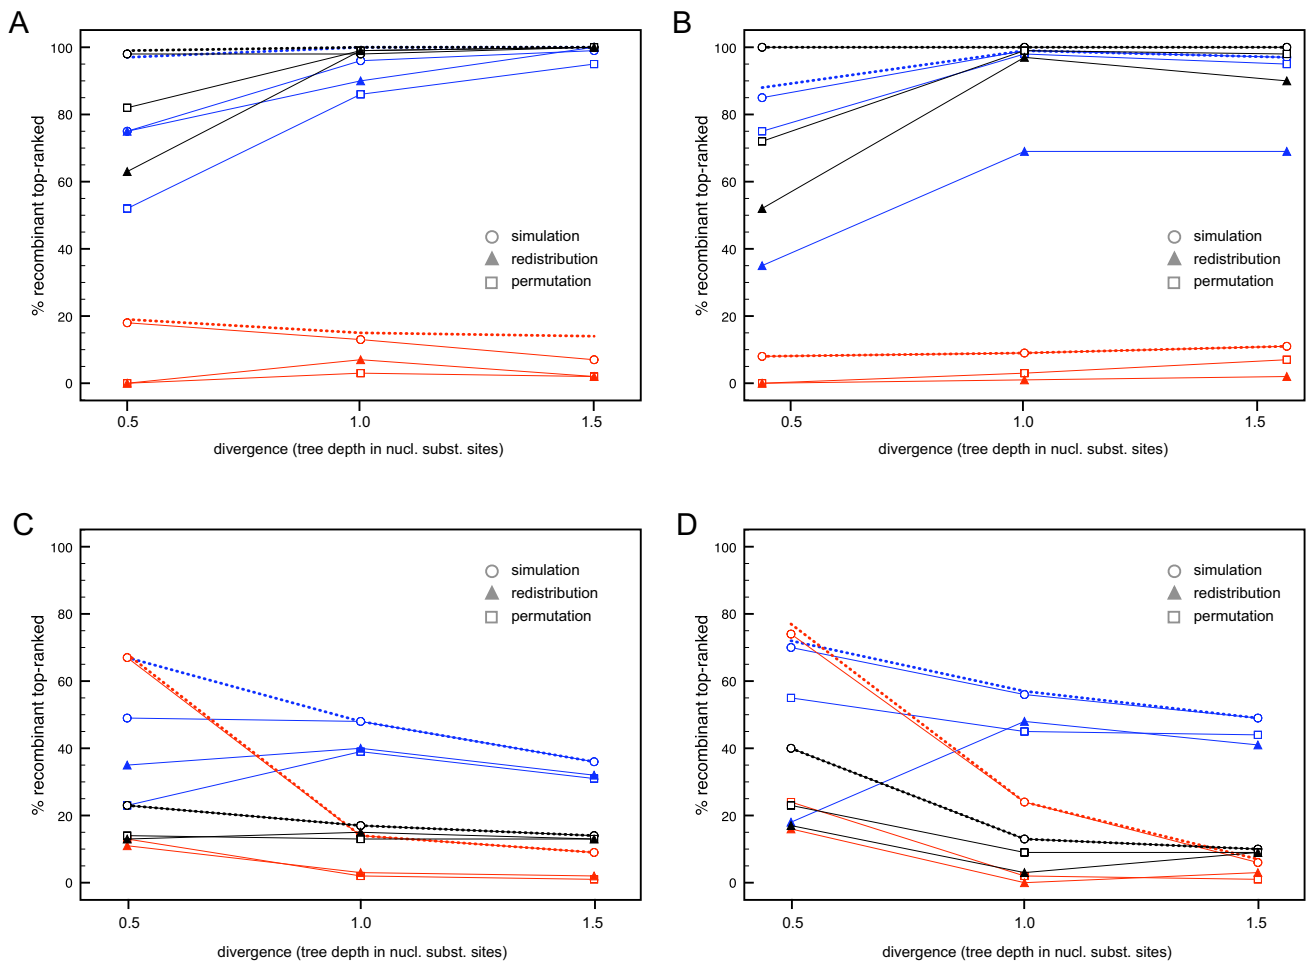 A
100
80
60
40
20
0
% recombinant top-ranked
simulation
redistribution
permutation
0.5
1.0
1.5
divergence (tree depth in nucl. subst. sites)
B
100
80
60
40
20
0
% recombinant top-ranked
simulation
redistribution
permutation
0.5
1.0
1.5
divergence (tree depth in nucl. subst. sites)
C
100
80
60
40
20
0
% recombinant top-ranked
simulation
redistribution
permutation
0.5
1.0
1.5
divergence (tree depth in nucl. subst. sites)
D
100
80
60
40
20
0
% recombinant top-ranked
simulation
redistribution
permutation
0.5
1.0
1.5
divergence (tree depth in nucl. subst. sites)